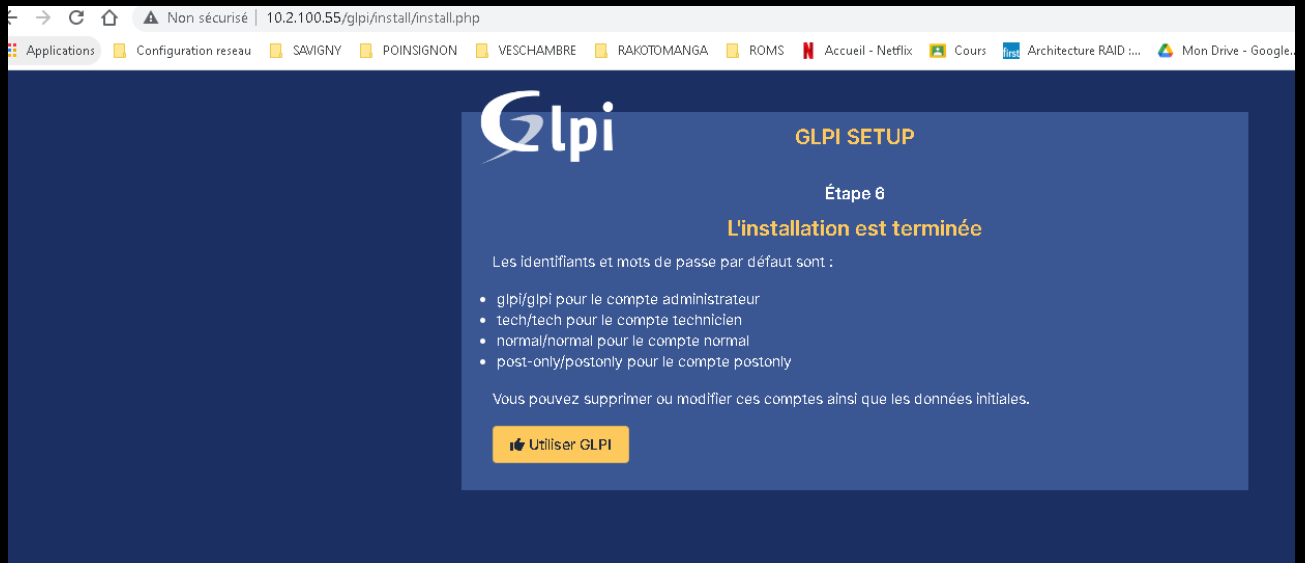 Non sécurisé | 10.2.100.55/glpi/install/install.php
Applications Configuration reseau SAVIGNY POINSIGNON VESCHAMBRE RAKOTOMANGA ROMS Accueil - Netflix Cours first Architecture RAID :... Mon Drive - Google...
Glpi
GLPI SETUP
Étape 6
L'installation est terminée
Les identifiants et mots de passe par défaut sont :
• glpi/glpi pour le compte administrateur
• tech/tech pour le compte technicien
• normal/normal pour le compte normal
• post-only/postonly pour le compte postonly
Vous pouvez supprimer ou modifier ces comptes ainsi que les données initiales.
Utiliser GLPI